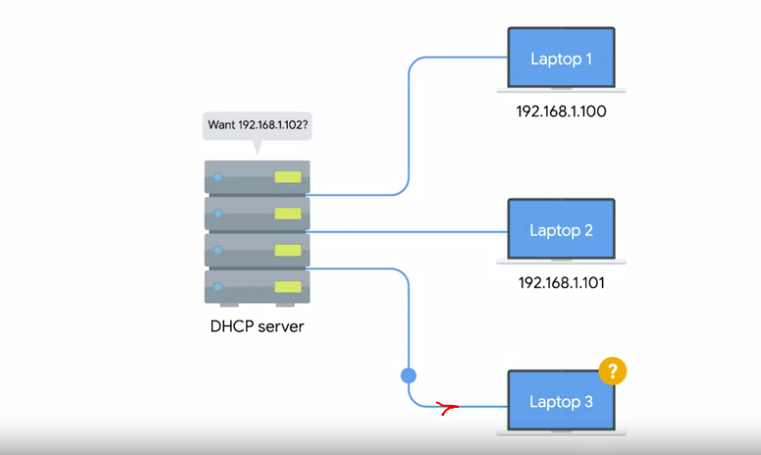 Laptop 1
192.168.1.100
Want 192.168.1.102?
Laptop 2
192.168.1.101
DHCP server
?
Laptop 3